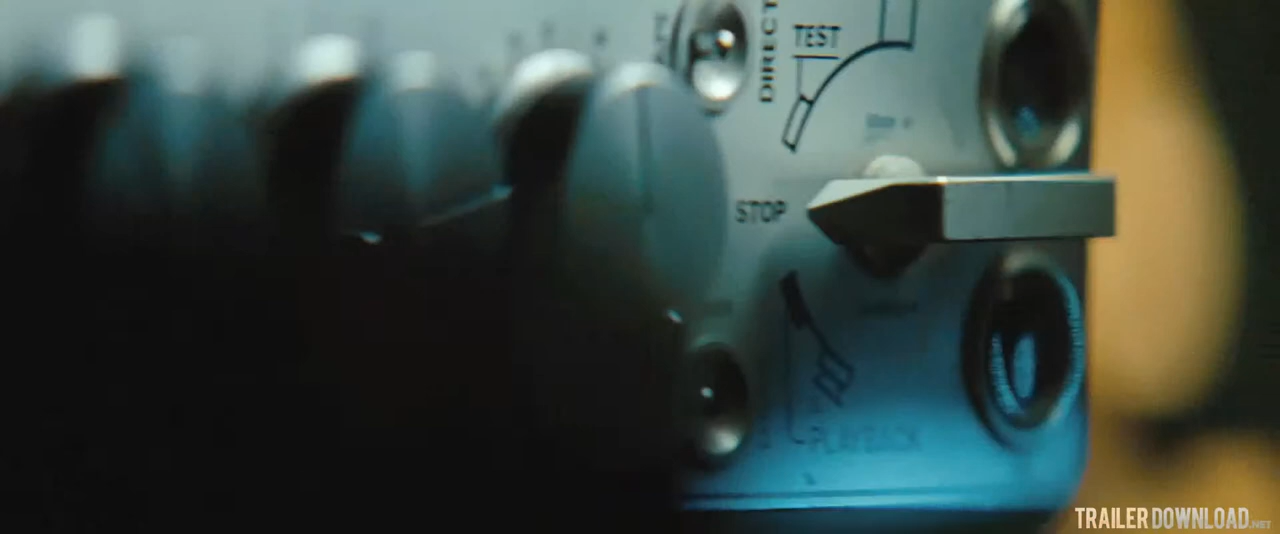 DIRECT
TEST
STOP
PLAYBACK
TRAILERDOWNLOAD.NET